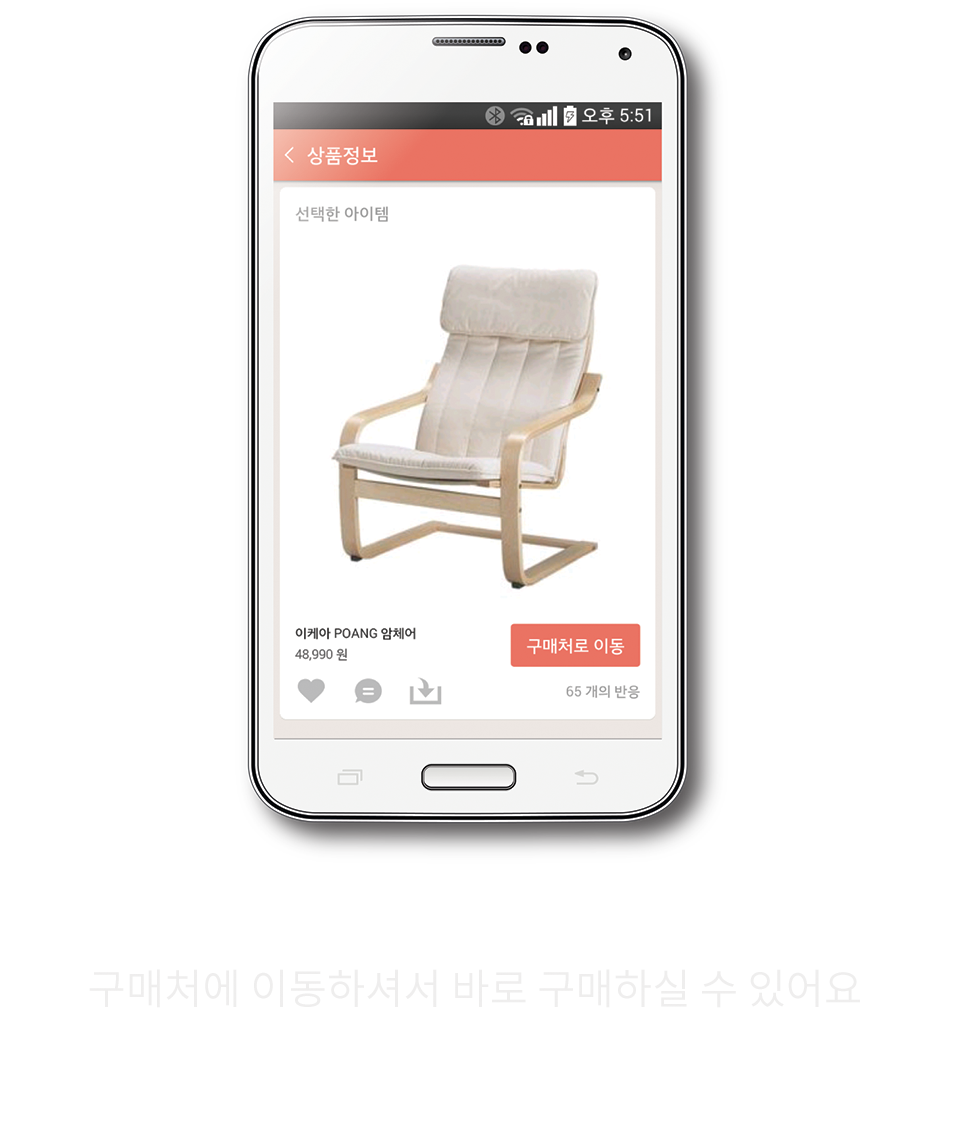 오후 5:51
상품정보
선택한 아이템
이케아 POANG 암체어
48,990 원
구매처로 이동
65 개의 반응
구매처에 이동하셔서 바로 구매하실 수 있어요